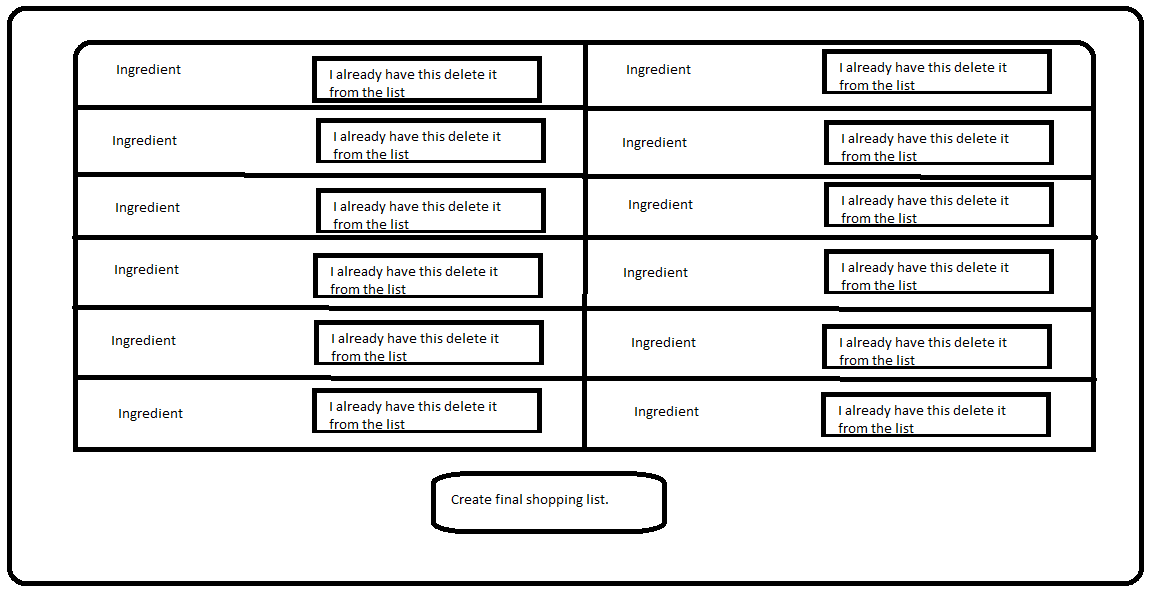 Ingredient
I already have this delete it
from the list
Ingredient
I already have this delete it
from the list
Ingredient
I already have this delete it
from the list
Ingredient
I already have this delete it
from the list
Ingredient
I already have this delete it
from the list
Ingredient
I already have this delete it
from the list
Ingredient
I already have this delete it
from the list
Ingredient
I already have this delete it
from the list
Ingredient
I already have this delete it
from the list
Ingredient
I already have this delete it
from the list
Ingredient
I already have this delete it
from the list
Ingredient
I already have this delete it
from the list
Create final shopping list.